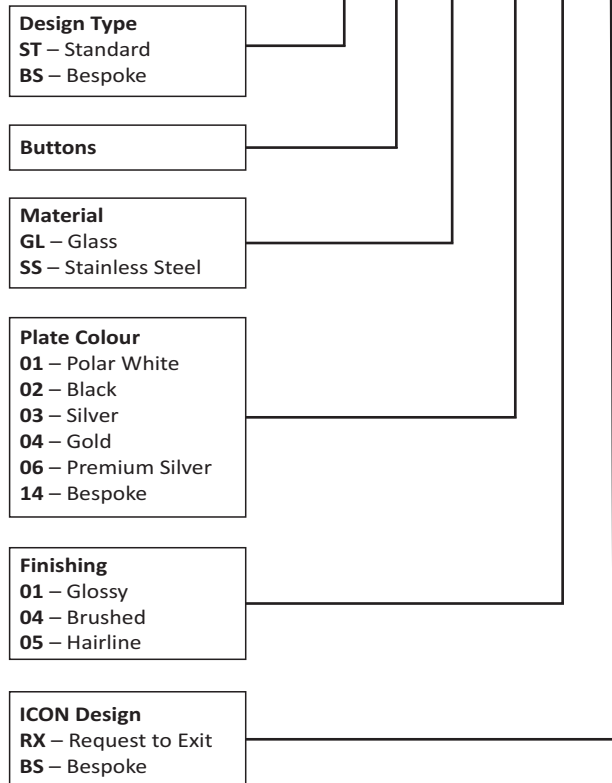 Design Type
ST – Standard
BS – Bespoke
Buttons
Material
GL – Glass
SS – Stainless Steel
Plate Colour
01 – Polar White
02 – Black
03 – Silver
04 – Gold
06 – Premium Silver
14 – Bespoke
Finishing
01 – Glossy
04 – Brushed
05 – Hairline
ICON Design
RX – Request to Exit
BS – Bespoke